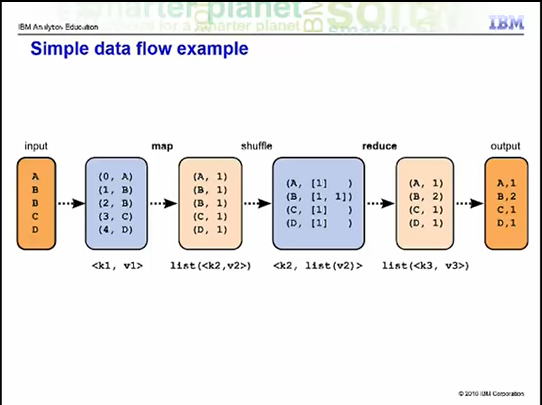 IBM Analytics Education
IBM
Simple data flow example
input map shuffle reduce output
A
B
B
C
D
(0, A)
(1, B)
(2, B)
(3, C)
(4, D)
(A, 1)
(B, 1)
(B, 1)
(C, 1)
(D, 1)
(A, [1] )
(B, [1, 1])
(C, [1] )
(D, [1] )
(A, 1)
(B, 2)
(C, 1)
(D, 1)
A,1
B,2
C,1
D,1
<k1, v1> list(<k2,v2>) <k2, list(v2)> list(<k3, v3>)
© 2016 IBM Corporation